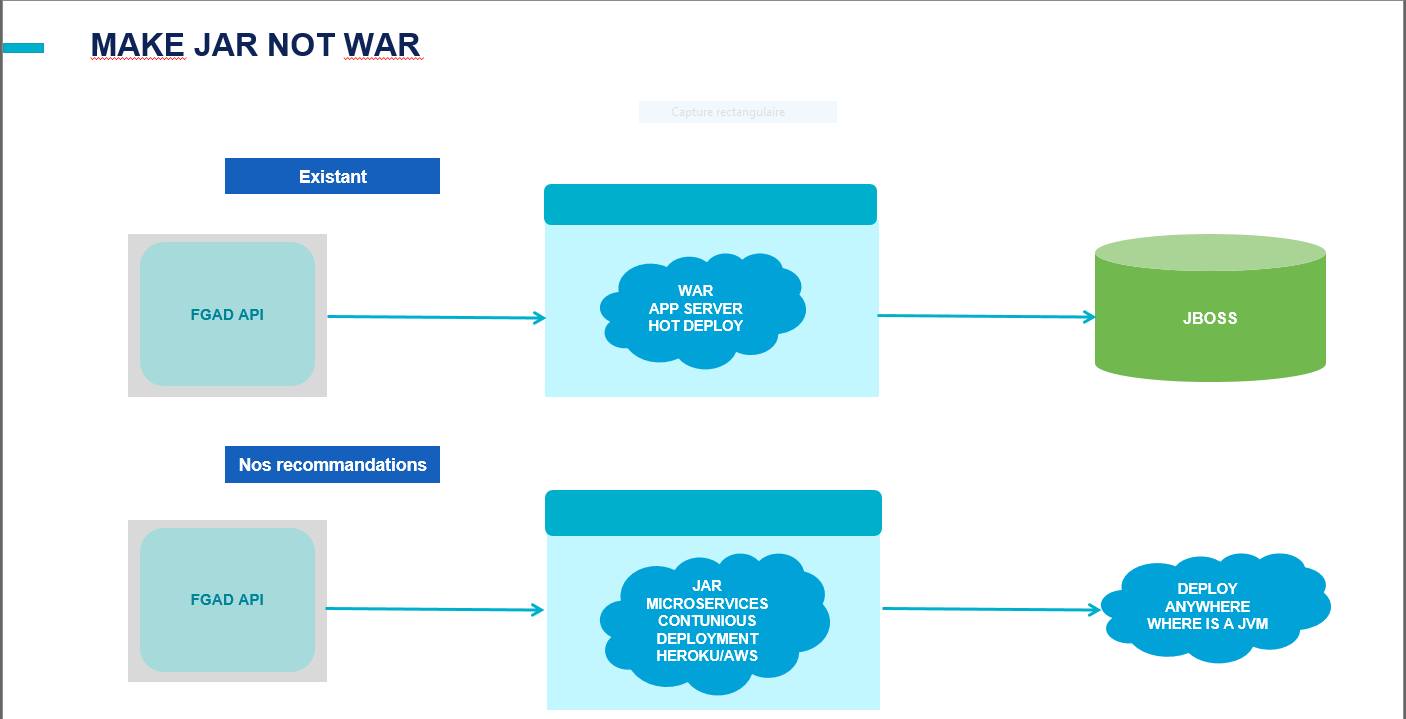 MAKE JAR NOT WAR
Capture rectangulaire
Existant
FGAD API
WAR
APP SERVER
HOT DEPLOY
JBOSS
Nos recommandations
FGAD API
JAR
MICROSERVICES
CONTUNIOUS
DEPLOYMENT
HEROKU/AWS
DEPLOY
ANYWHERE
WHERE IS A JVM